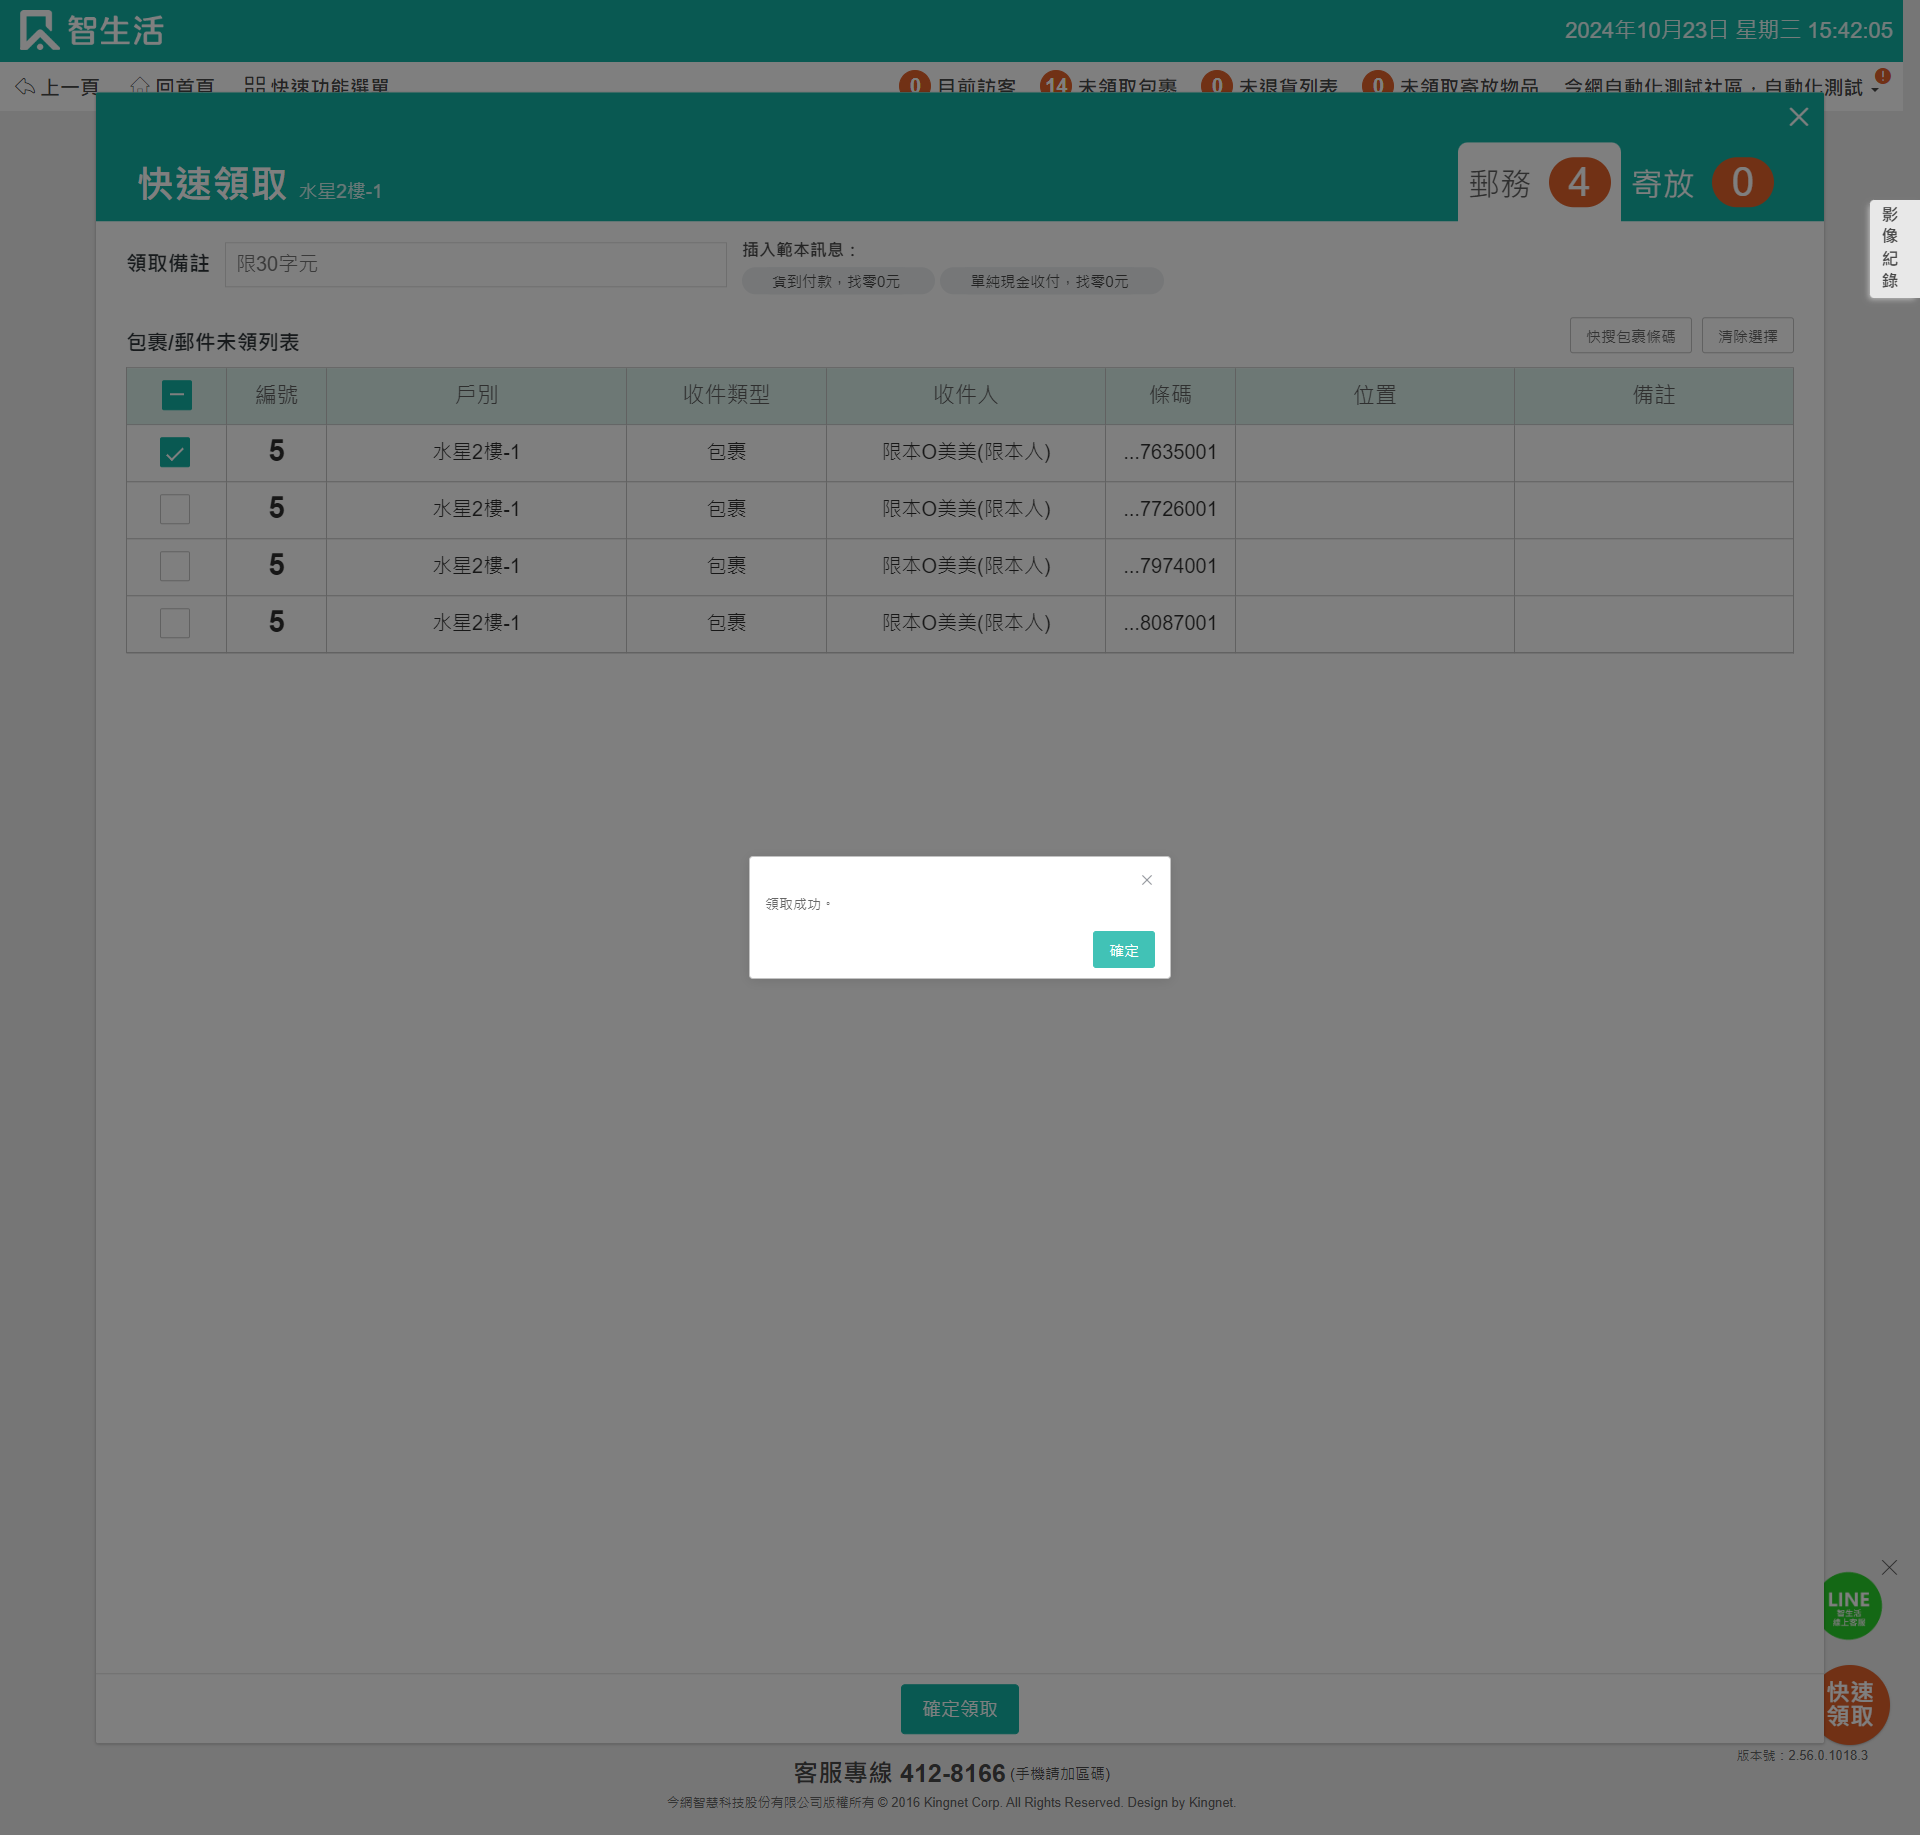 智生活
2024年10月23日 星期三 15:42:05
上一頁 回首頁 快速功能選單 0 目前訪客 14 未領取包裹 0 未退貨列表 0 未領取寄放物品 今網自動化測試社區．自動化測試 !
快速領取 水星2樓-1 郵務 4 寄放 0
影像紀錄
領取備註 限30字元 插入範本訊息：
貨到付款，找零0元 單純現金收付，找零0元
包裹/郵件未領列表 快搜包裹條碼 清除選擇
編號 戶別 收件類型 收件人 條碼 位置 備註
5 水星2樓-1 包裹 限本O美美(限本人) ...7635001
5 水星2樓-1 包裹 限本O美美(限本人) ...7726001
5 水星2樓-1 包裹 限本O美美(限本人) ...7974001
5 水星2樓-1 包裹 限本O美美(限本人) ...8087001
領取成功。
確定
LINE
智生活
線上客服
快速
領取
確定領取
版本號：2.56.0.1018.3
客服專線 412-8166 (手機請加區碼)
今網智慧科技股份有限公司版權所有 © 2016 Kingnet Corp. All Rights Reserved. Design by Kingnet.